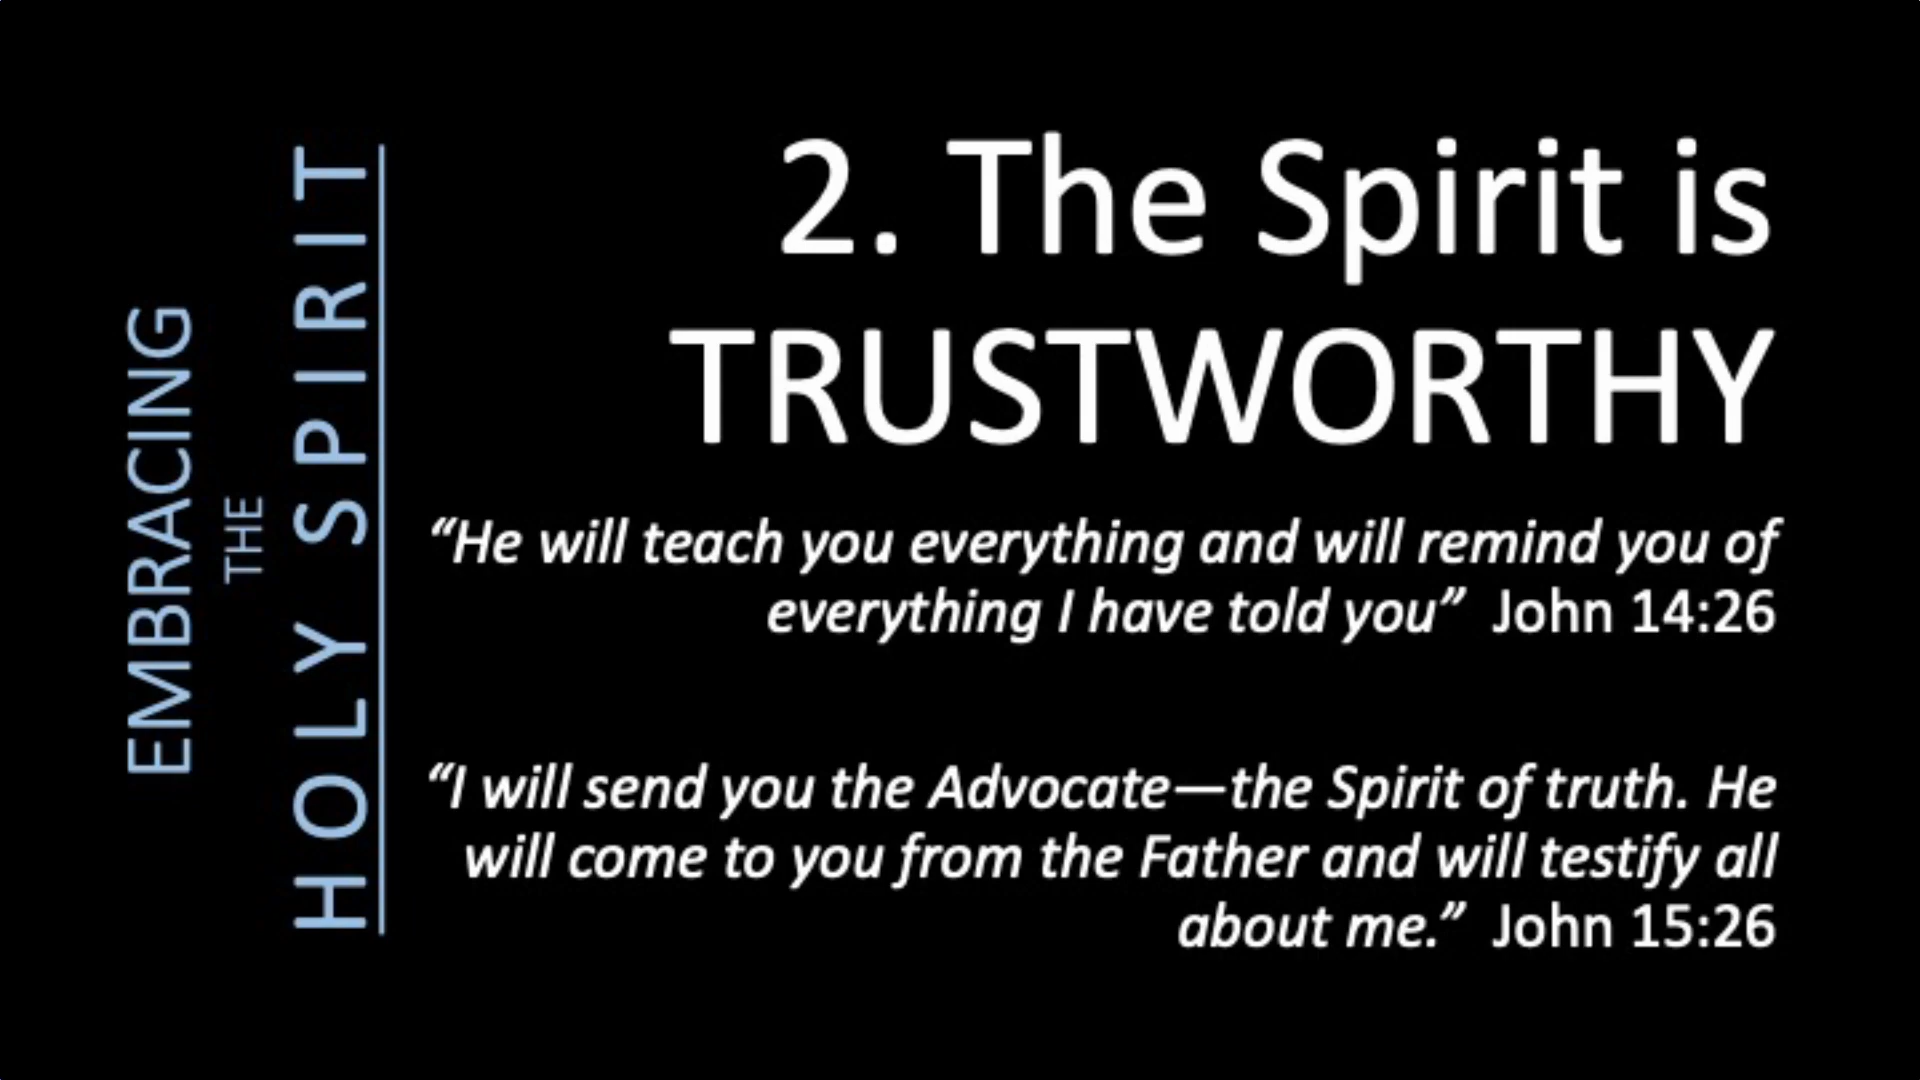 EMBRACING
THE
HOLY SPIRIT
2. The Spirit is
TRUSTWORTHY
“He will teach you everything and will remind you of
everything I have told you” John 14:26
“I will send you the Advocate—the Spirit of truth. He
will come to you from the Father and will testify all
about me.” John 15:26